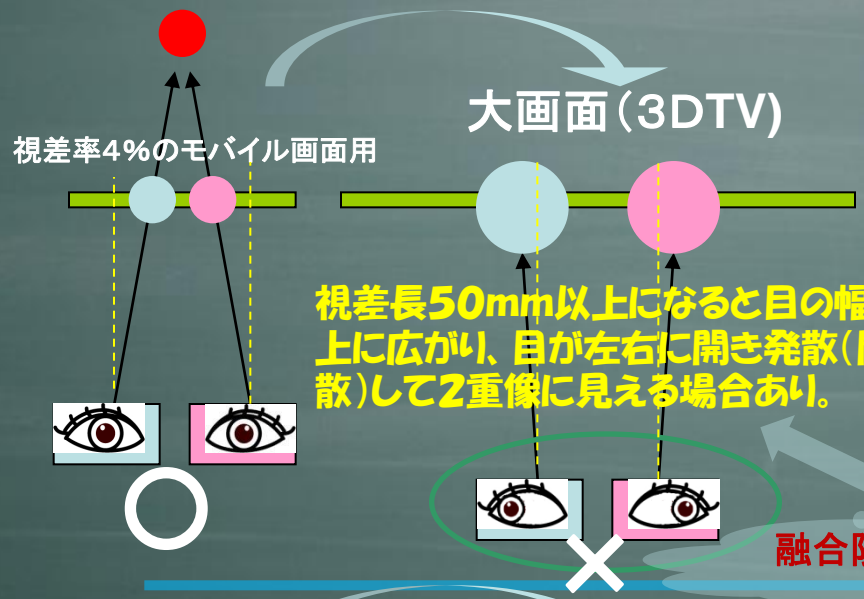 大画面(3DTV)
視差率4%のモバイル画面用
視差長50mm以上になると目の幅
上に広がり、目が左右に開き発散(
散)して2重像に見える場合あり。
融合